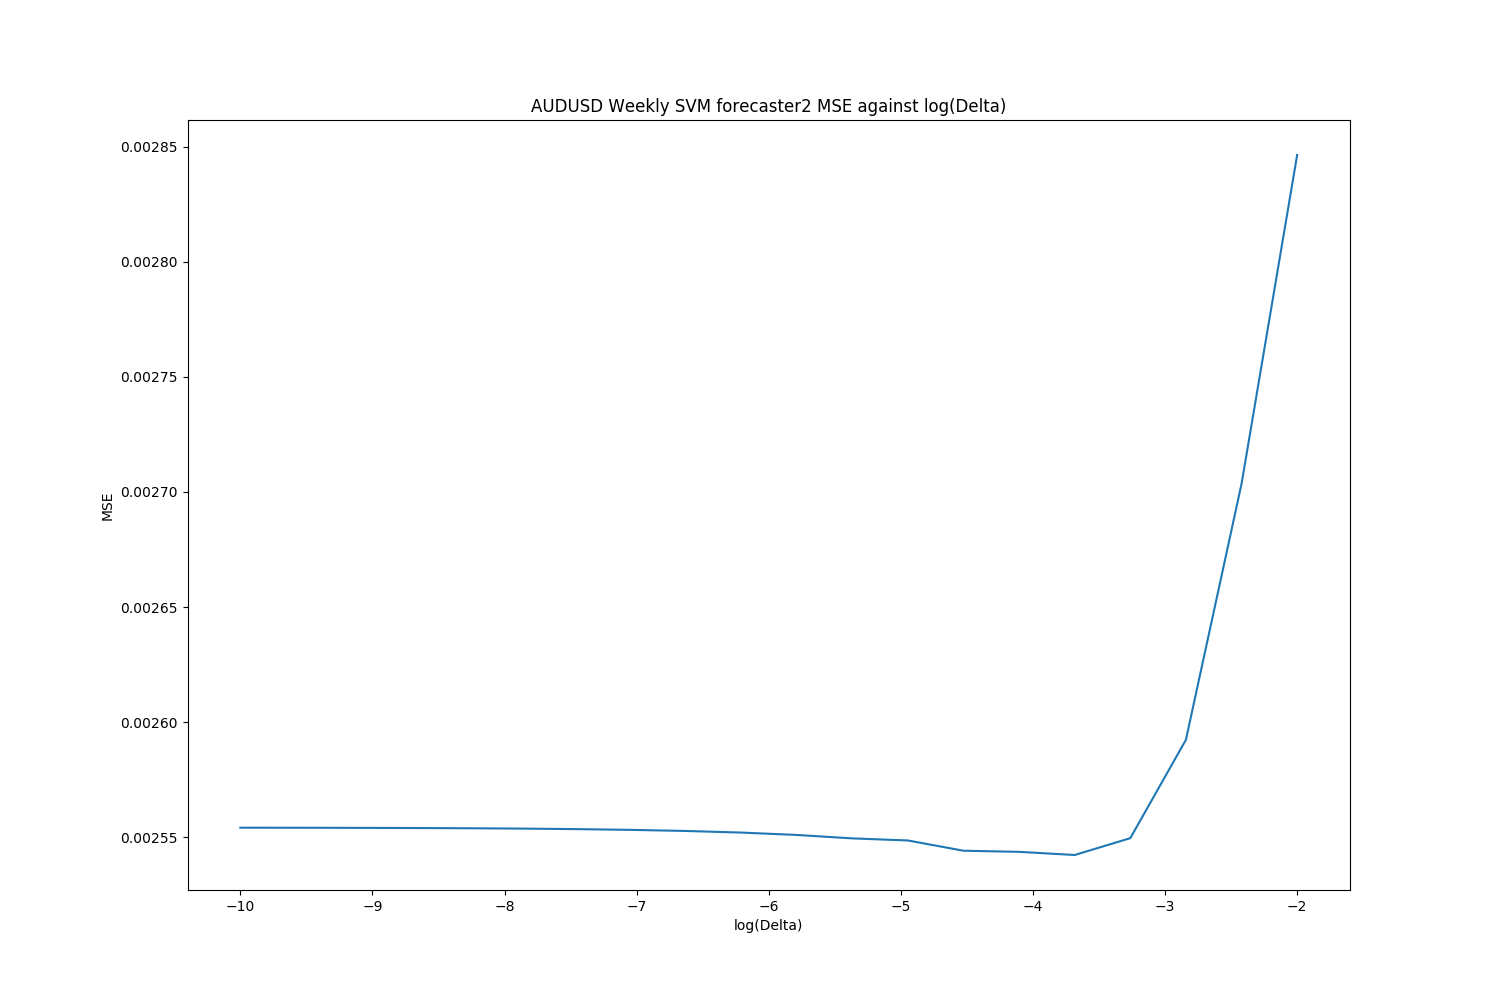 AUDUSD Weekly SVM forecaster2 MSE against log(Delta)
0.00285
0.00280
0.00275
0.00270
0.00265
0.00260
0.00255
MSE
−10 −9 −8 −7 −6 −5 −4 −3 −2
log(Delta)